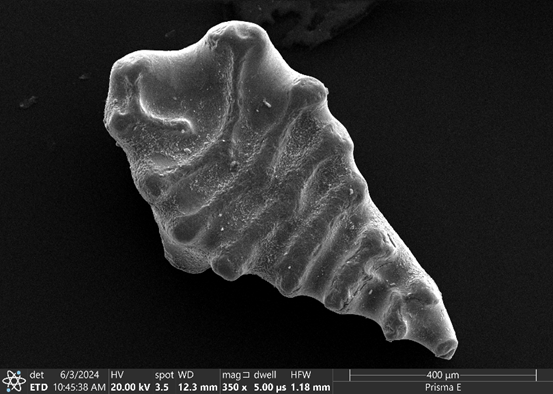 det 6/3/2024 HV spot WD mag dwell HFW 400 µm
ETD 10:45:38 AM 20.00 kV 3.5 12.3 mm 350 x 5.00 µs 1.18 mm Prisma E